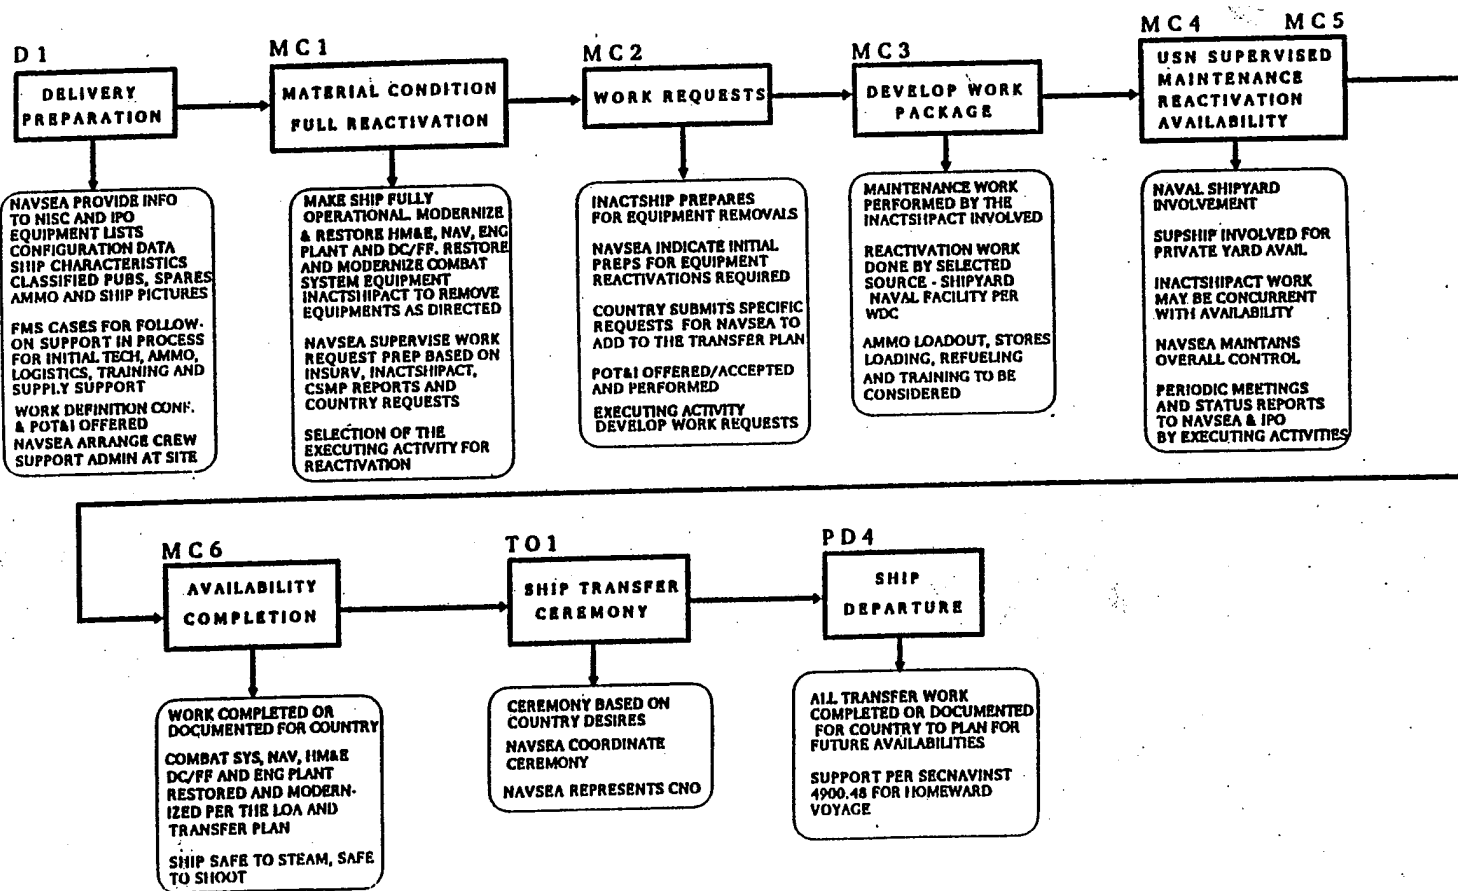 D1
DELIVERY
PREPARATION
NAVSEA PROVIDE INFO
TO NISC AND IPO
EQUIPMENT LISTS
CONFIGURATION DATA
SHIP CHARACTERISTICS
CLASSIFIED PUBS, SPARES
AMMO AND SHIP PICTURES
FMS CASES FOR FOLLOW-
ON SUPPORT IN PROCESS
FOR INITIAL TECH, AMMO,
LOGISTICS, TRAINING AND
SUPPLY SUPPORT
WORK DEFINITION CONF.
& POT&I OFFERED
NAVSEA ARRANGE CREW
SUPPORT ADMIN AT SITE
MC1
MATERIAL CONDITION
FULL REACTIVATION
MAKE SHIP FULLY
OPERATIONAL. MODERNIZE
& RESTORE HM&E, NAV, ENG
PLANT AND DC/FF. RESTORE
AND MODERNIZE COMBAT
SYSTEM EQUIPMENT
INACTSHIPACT TO REMOVE
EQUIPMENTS AS DIRECTED
NAVSEA SUPERVISE WORK
REQUEST PREP BASED ON
INSURV, INACTSHIPACT,
CSMP REPORTS AND
COUNTRY REQUESTS
SELECTION OF THE
EXECUTING ACTIVITY FOR
REACTIVATION
MC2
WORK REQUESTS
INACTSHIP PREPARES
FOR EQUIPMENT REMOVALS
NAVSEA INDICATE INITIAL
PREPS FOR EQUIPMENT
REACTIVATIONS REQUIRED
COUNTRY SUBMITS SPECIFIC
REQUESTS FOR NAVSEA TO
ADD TO THE TRANSFER PLAN
POT&I OFFERED/ACCEPTED
AND PERFORMED
EXECUTING ACTIVITY
DEVELOP WORK REQUESTS
MC3
DEVELOP WORK
PACKAGE
MAINTENANCE WORK
PERFORMED BY THE
INACTSHIPACT INVOLVED
REACTIVATION WORK
DONE BY SELECTED
SOURCE - SHIPYARD
NAVAL FACILITY PER
WDC
AMMO LOADOUT, STORES
LOADING, REFUELING
AND TRAINING TO BE
CONSIDERED
MC4 MC5
USN SUPERVISED
MAINTENANCE
REACTIVATION
AVAILABILITY
NAVAL SHIPYARD
INVOLVEMENT
SUPSHIP INVOLVED FOR
PRIVATE YARD AVAIL.
INACTSHIPACT WORK
MAY BE CONCURRENT
WITH AVAILABILITY
NAVSEA MAINTAINS
OVERALL CONTROL
PERIODIC MEETINGS
AND STATUS REPORTS
TO NAVSEA & IPO
BY EXECUTING ACTIVITIES
MC6
AVAILABILITY
COMPLETION
WORK COMPLETED OR
DOCUMENTED FOR COUNTRY
COMBAT SYS, NAV, HM&E
DC/FF AND ENG PLANT
RESTORED AND MODERN-
IZED PER THE LOA AND
TRANSFER PLAN
SHIP SAFE TO STEAM, SAFE
TO SHOOT
TO1
SHIP TRANSFER
CEREMONY
CEREMONY BASED ON
COUNTRY DESIRES
NAVSEA COORDINATE
CEREMONY
NAVSEA REPRESENTS CNO
PD4
SHIP
DEPARTURE
ALL TRANSFER WORK
COMPLETED OR DOCUMENTED
FOR COUNTRY TO PLAN FOR
FUTURE AVAILABILITIES
SUPPORT PER SECNAVINST
4900.48 FOR HOMEWARD
VOYAGE